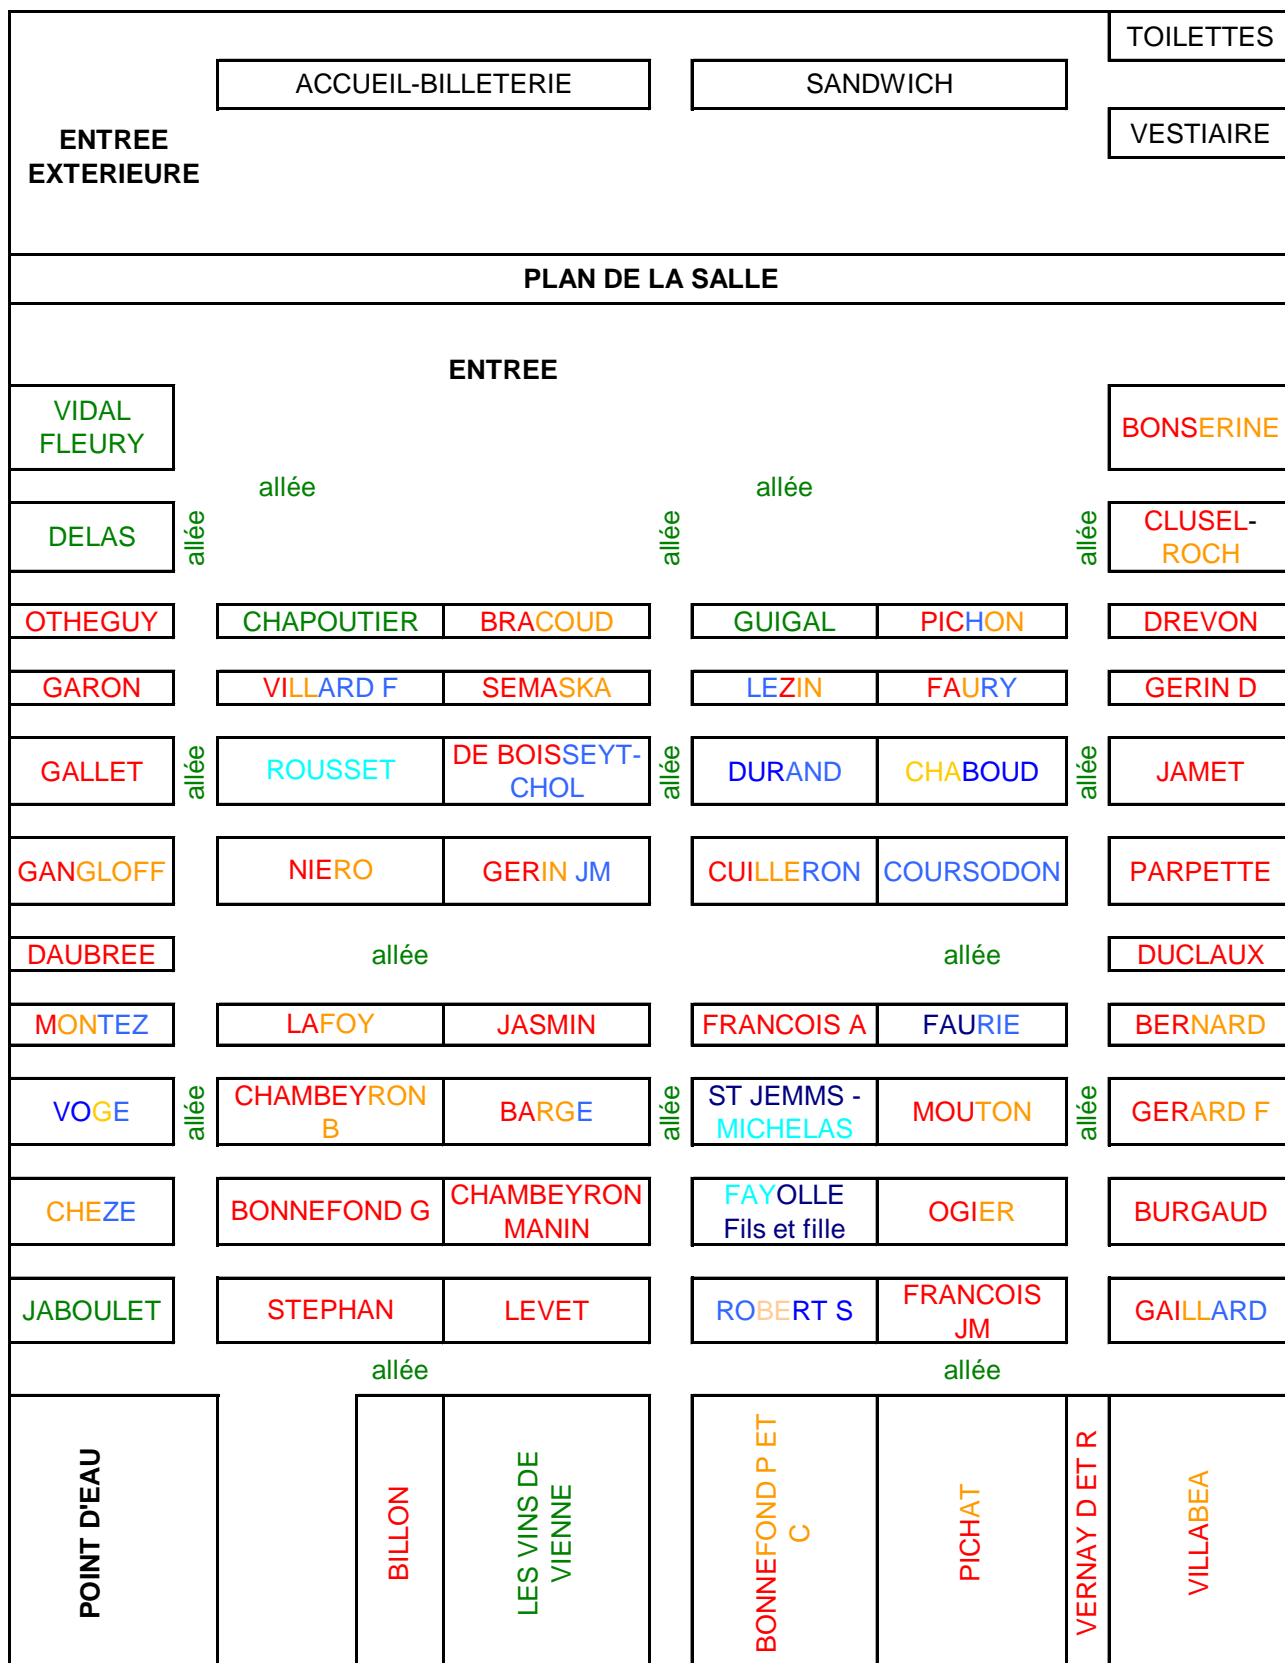 TOILETTES
ACCUEIL-BILLETERIE
SANDWICH
ENTREE
EXTERIEURE
VESTIAIRE
PLAN DE LA SALLE
ENTREE
VIDAL
FLEURY
BONSERINE
allée
allée
DELAS
allée
allée
allée
CLUSEL-
ROCH
OTHEGUY
CHAPOUTIER
BRACOUD
GUIGAL
PICHON
DREVON
GARON
VILLARD F
SEMASKA
LEZIN
FAURY
GERIN D
GALLET
allée
ROUSSET
DE BOISSEYT-
CHOL
allée
DURAND
CHABOUD
allée
JAMET
GANGLOFF
NIERO
GERIN JM
CUILLERON
COURSODON
PARPETTE
DAUBREE
allée
allée
DUCLAUX
MONTEZ
LAFOY
JASMIN
FRANCOIS A
FAURIE
BERNARD
VOGE
allée
CHAMBEYRON
B
BARGE
allée
ST JEMMS -
MICHELAS
MOUTON
allée
GERARD F
CHEZE
BONNEFOND G
CHAMBEYRON
MANIN
FAYOLLE
Fils et fille
OGIER
BURGAUD
JABOULET
STEPHAN
LEVET
ROBERT S
FRANCOIS
JM
GAILLARD
allée
allée
POINT D'EAU
BILLON
LES VINS DE
VIENNE
BONNEFOND P ET
C
PICHAT
VERNAY D ET R
VILLABEA